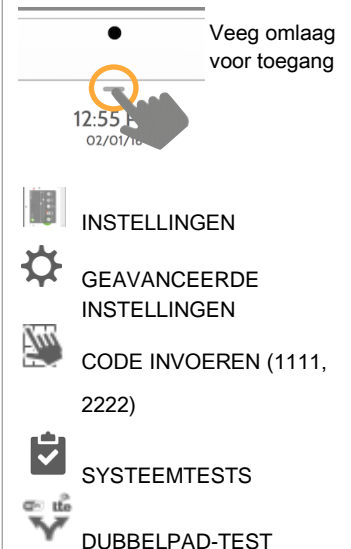 Veeg omlaag
voor toegang
12:55
02/01/16
INSTELLINGEN
GEAVANCEERDE
INSTELLINGEN
CODE INVOEREN (1111,
2222)
lte
SYSTEEMTESTS
DUBBELPAD-TEST